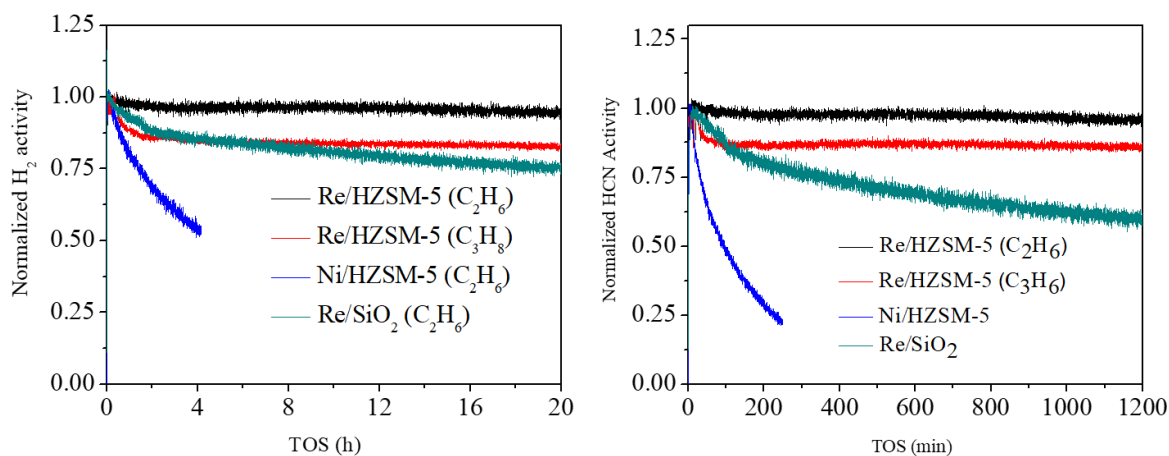 Normalized H₂ activity
1.25
1.00
0.75
0.50
0.25
0.00
Re/HZSM-5 (C₂H₆)
Re/HZSM-5 (C₃H₈)
Ni/HZSM-5 (C₂H₆)
Re/SiO₂ (C₂H₆)
0 4 8 12 16 20
TOS (h)
Normalized HCN Activity
1.25
1.00
0.75
0.50
0.25
0.00
Re/HZSM-5 (C₂H₆)
Re/HZSM-5 (C₃H₆)
Ni/HZSM-5
Re/SiO₂
0 200 400 600 800 1000 1200
TOS (min)